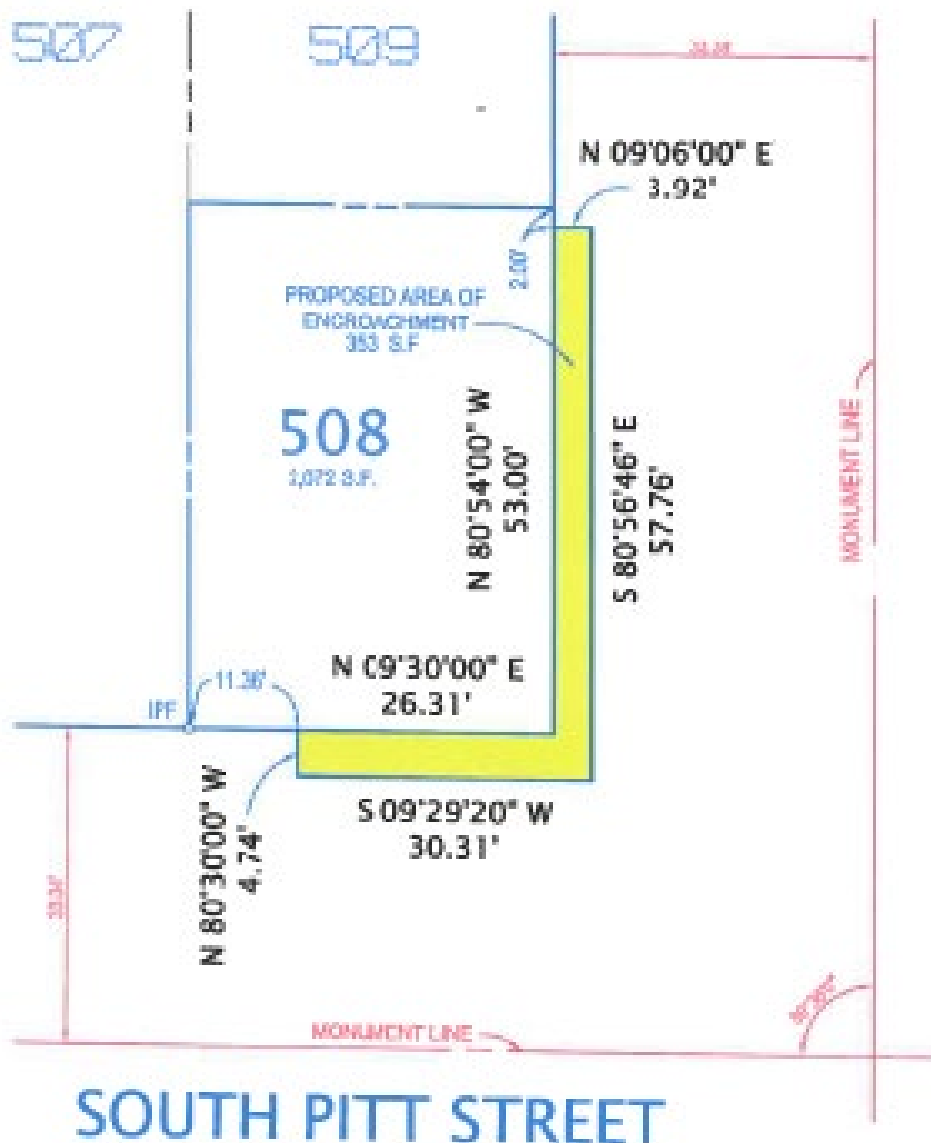 507
509
N 09'06'00" E
3.92'
2.00'
PROPOSED AREA OF
ENCROACHMENT
353 S.F
508
2,072 S.F.
N 80'54'00" W
53.00'
S 80'56'46" E
57.76'
MONUMENT LINE
11.36'
IPF
N 09'30'00" E
26.31'
N 80'30'00" W
4.74'
S 09'29'20" W
30.31'
MONUMENT LINE
SOUTH PITT STREET